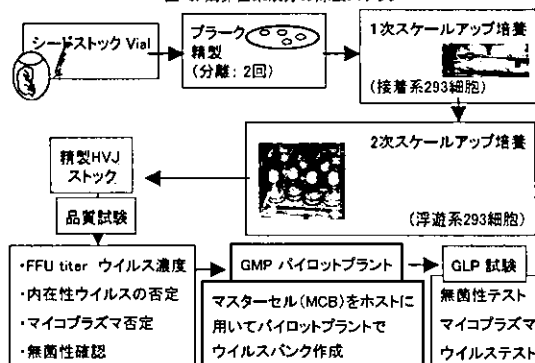 シードストック Vial
プラーク
精製
(分離: 2回)
1次スケールアップ培養
(接着系293細胞)
2次スケールアップ培養
(浮遊系293細胞)
精製HVJ
ストック
品質試験
・FFU titer ウイルス濃度
・内在性ウイルスの否定
・マイコプラズマ否定
・無菌性確認
GMP パイロットプラント
マスターセル(MCB)をホストに
用いてパイロットプラントで
ウイルスバンク作成
GLP 試験
無菌性テスト
マイコプラズマ
ウイルステスト